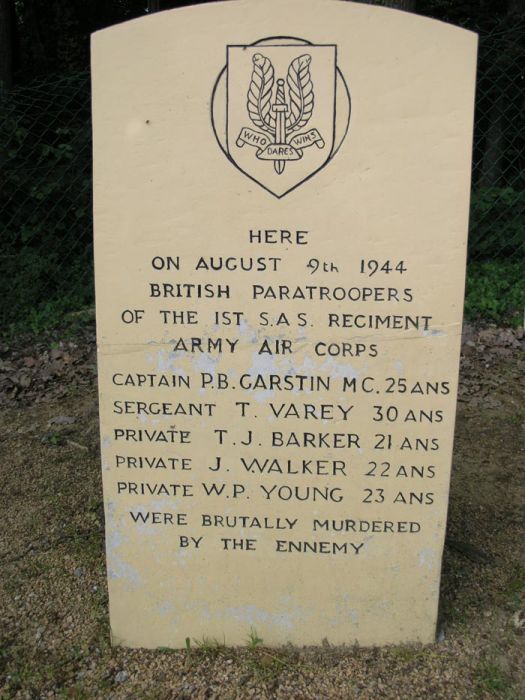 WHO DARES WINS
HERE
ON AUGUST 9th 1944
BRITISH PARATROOPERS
OF THE 1ST S.A.S. REGIMENT
ARMY AIR CORPS
CAPTAIN P.B. GARSTIN M.C. 25 ANS
SERGEANT T. VAREY 30 ANS
PRIVATE T.J. BARKER 21 ANS
PRIVATE J. WALKER 22 ANS
PRIVATE W.P. YOUNG 23 ANS
WERE BRUTALLY MURDERED
BY THE ENNEMY